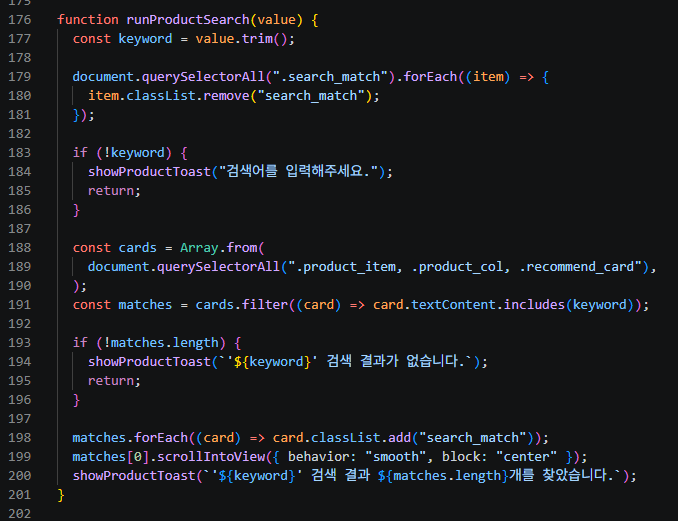 175
176 function runProductSearch(value) {
177 const keyword = value.trim();
178
179 document.querySelectorAll(".search_match").forEach((item) => {
180 item.classList.remove("search_match");
181 });
182
183 if (!keyword) {
184 showProductToast("검색어를 입력해주세요.");
185 return;
186 }
187
188 const cards = Array.from(
189 document.querySelectorAll(".product_item, .product_col, .recommend_card"),
190 );
191 const matches = cards.filter((card) => card.textContent.includes(keyword));
192
193 if (!matches.length) {
194 showProductToast(`'${keyword}' 검색 결과가 없습니다.`);
195 return;
196 }
197
198 matches.forEach((card) => card.classList.add("search_match"));
199 matches[0].scrollIntoView({ behavior: "smooth", block: "center" });
200 showProductToast(`'${keyword}' 검색 결과 ${matches.length}개를 찾았습니다.`);
201 }
202